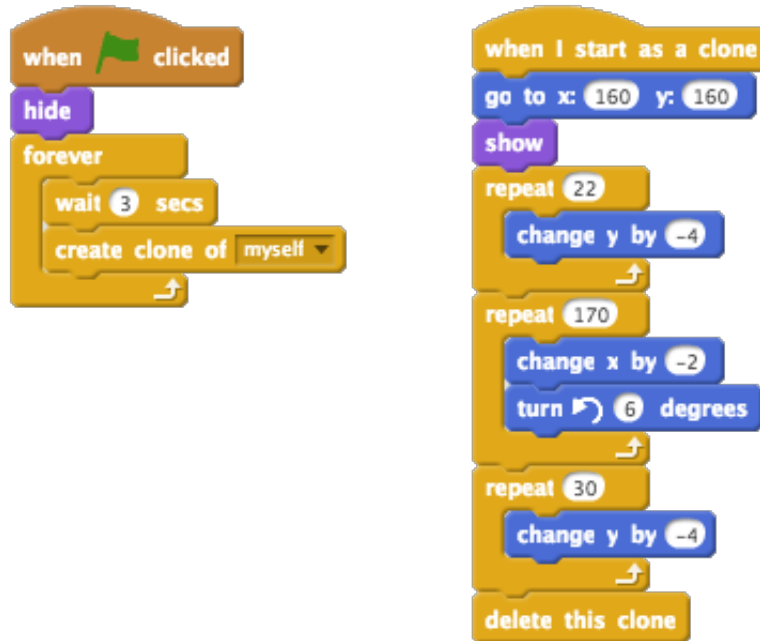 when clicked
hide
forever
wait 3 secs
create clone of myself
when I start as a clone
go to x: 160 y: 160
show
repeat 22
change y by -4
repeat 170
change x by -2
turn 6 degrees
repeat 30
change y by -4
delete this clone